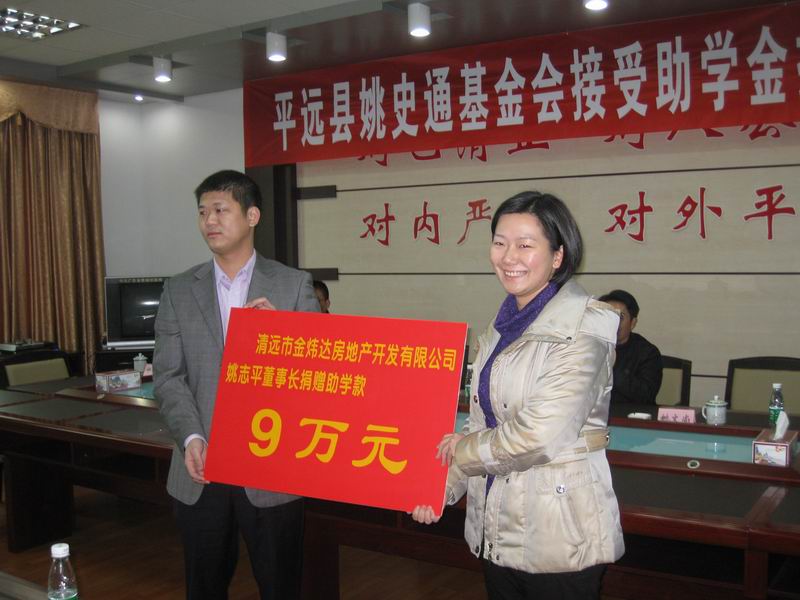 平远县姚史通基金会接受助学金
对内严
对外平
清远市金炜达房地产开发有限公司
姚志平董事长捐赠助学款
9万元